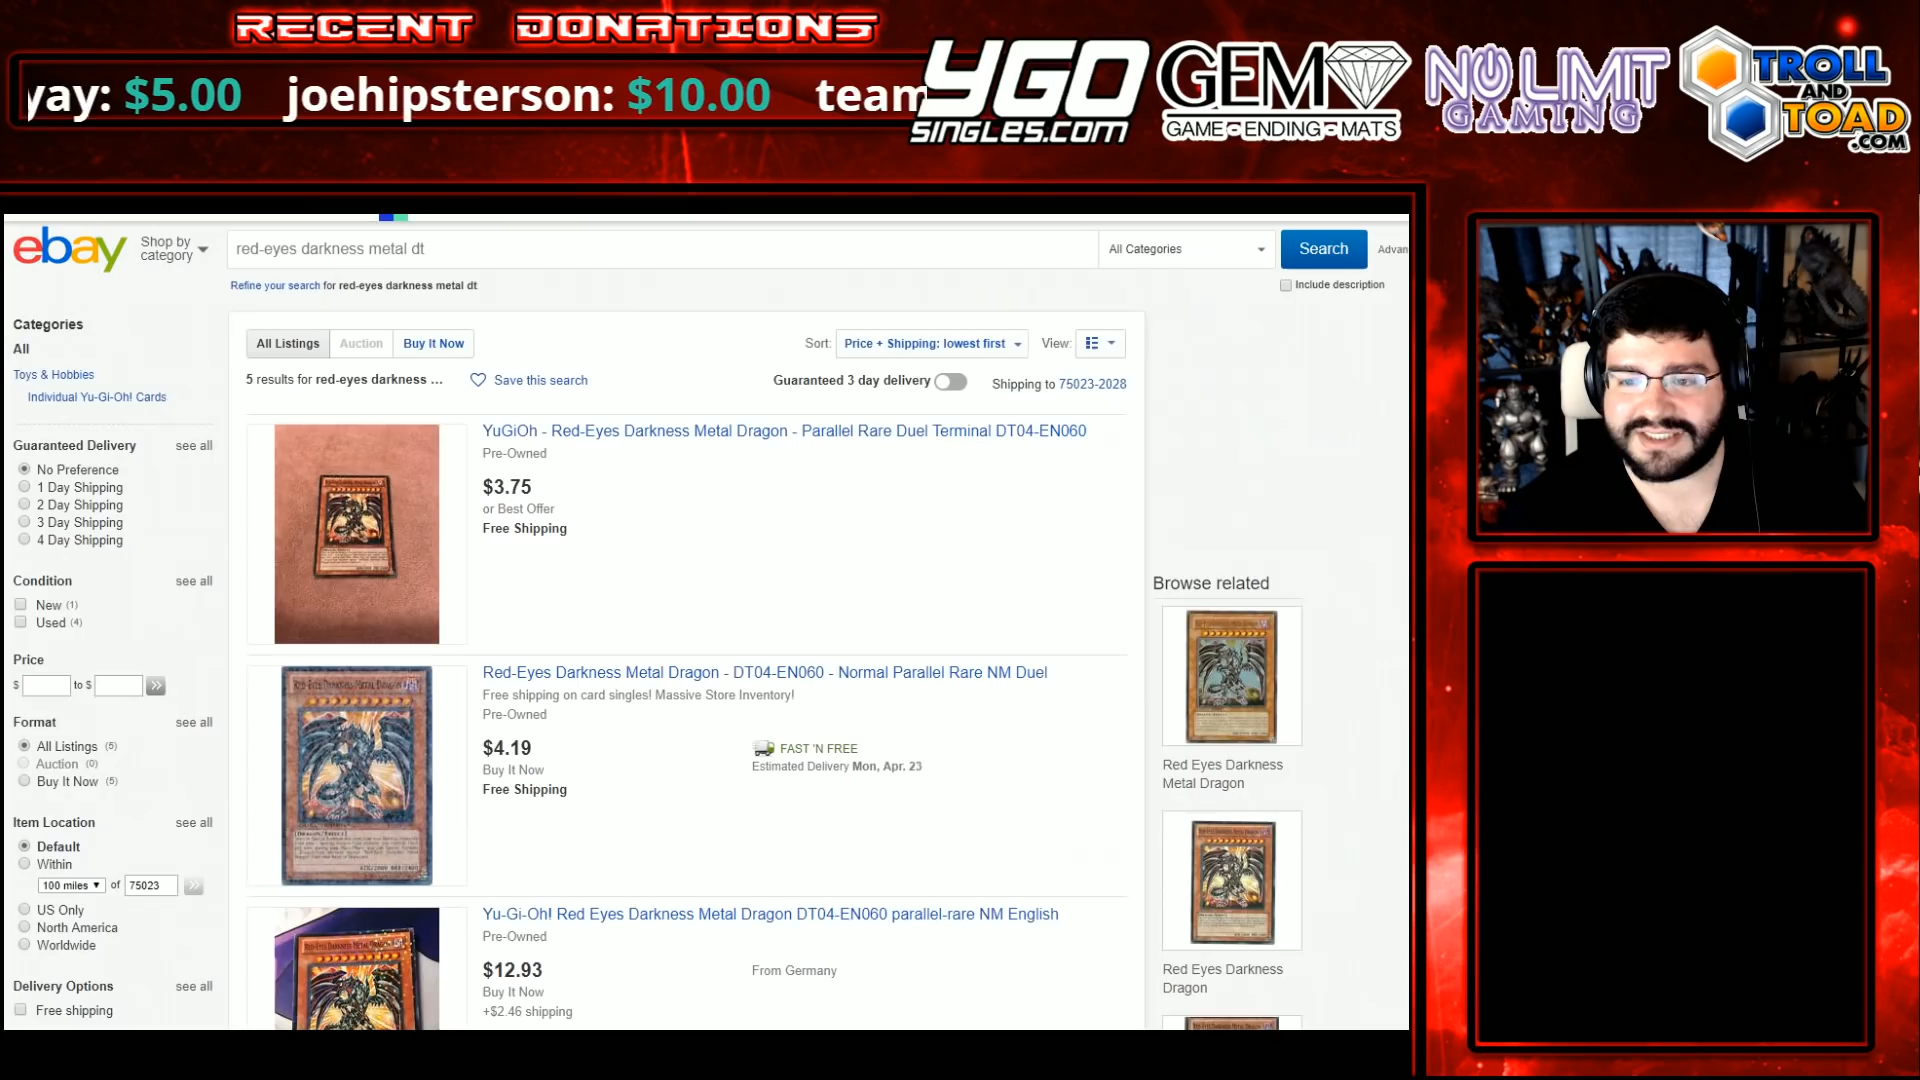 RECENT DONATIONS
yay: $5.00 joehipsterson: $10.00 team
YGO
SINGLES.COM
GEM
GAME-ENDING-MATS
NO LIMIT
GAMING
TROLL
AND
TOAD
.COM
ebay
Shop by
category
red-eyes darkness metal dt
All Categories
Search
Advan
Refine your search for red-eyes darkness metal dt
Include description
Categories
All
Toys & Hobbies
Individual Yu-Gi-Oh! Cards
Guaranteed Delivery see all
No Preference
1 Day Shipping
2 Day Shipping
3 Day Shipping
4 Day Shipping
Condition see all
New (1)
Used (4)
Price
$ to $
Format see all
All Listings (5)
Auction (0)
Buy It Now (5)
Item Location see all
Default
Within
100 miles of 75023
US Only
North America
Worldwide
Delivery Options see all
Free shipping
All Listings Auction Buy It Now
Sort: Price + Shipping: lowest first View:
5 results for red-eyes darkness ... Save this search
Guaranteed 3 day delivery Shipping to 75023-2028
YuGiOh - Red-Eyes Darkness Metal Dragon - Parallel Rare Duel Terminal DT04-EN060
Pre-Owned
$3.75
or Best Offer
Free Shipping
Red-Eyes Darkness Metal Dragon - DT04-EN060 - Normal Parallel Rare NM Duel
Free shipping on card singles! Massive Store Inventory!
Pre-Owned
$4.19 FAST 'N FREE
Buy It Now Estimated Delivery Mon, Apr. 23
Free Shipping
Yu-Gi-Oh! Red Eyes Darkness Metal Dragon DT04-EN060 parallel-rare NM English
Pre-Owned
$12.93 From Germany
Buy It Now
+$2.46 shipping
Browse related
Red Eyes Darkness
Metal Dragon
Red Eyes Darkness
Dragon